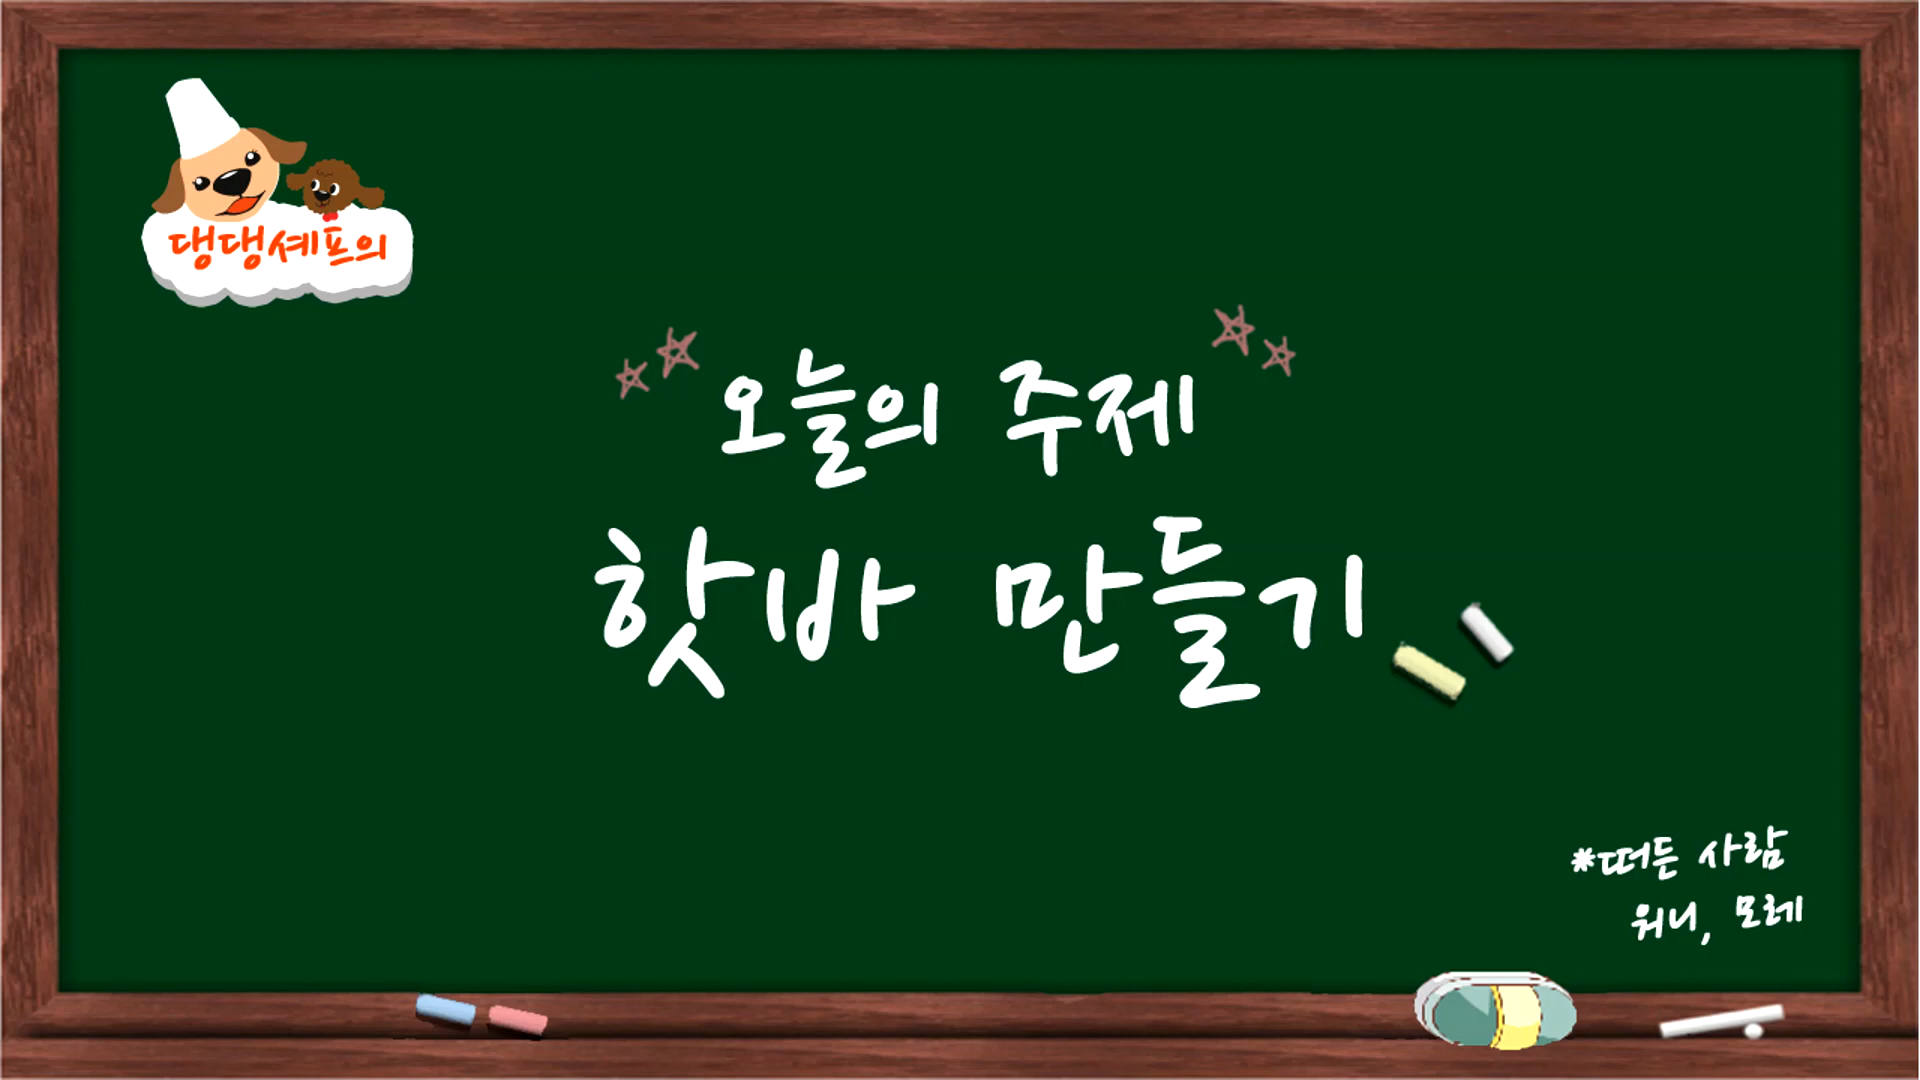 댕댕셰프의
오늘의 주제
핫바 만들기
*떠든 사람
워니, 모레